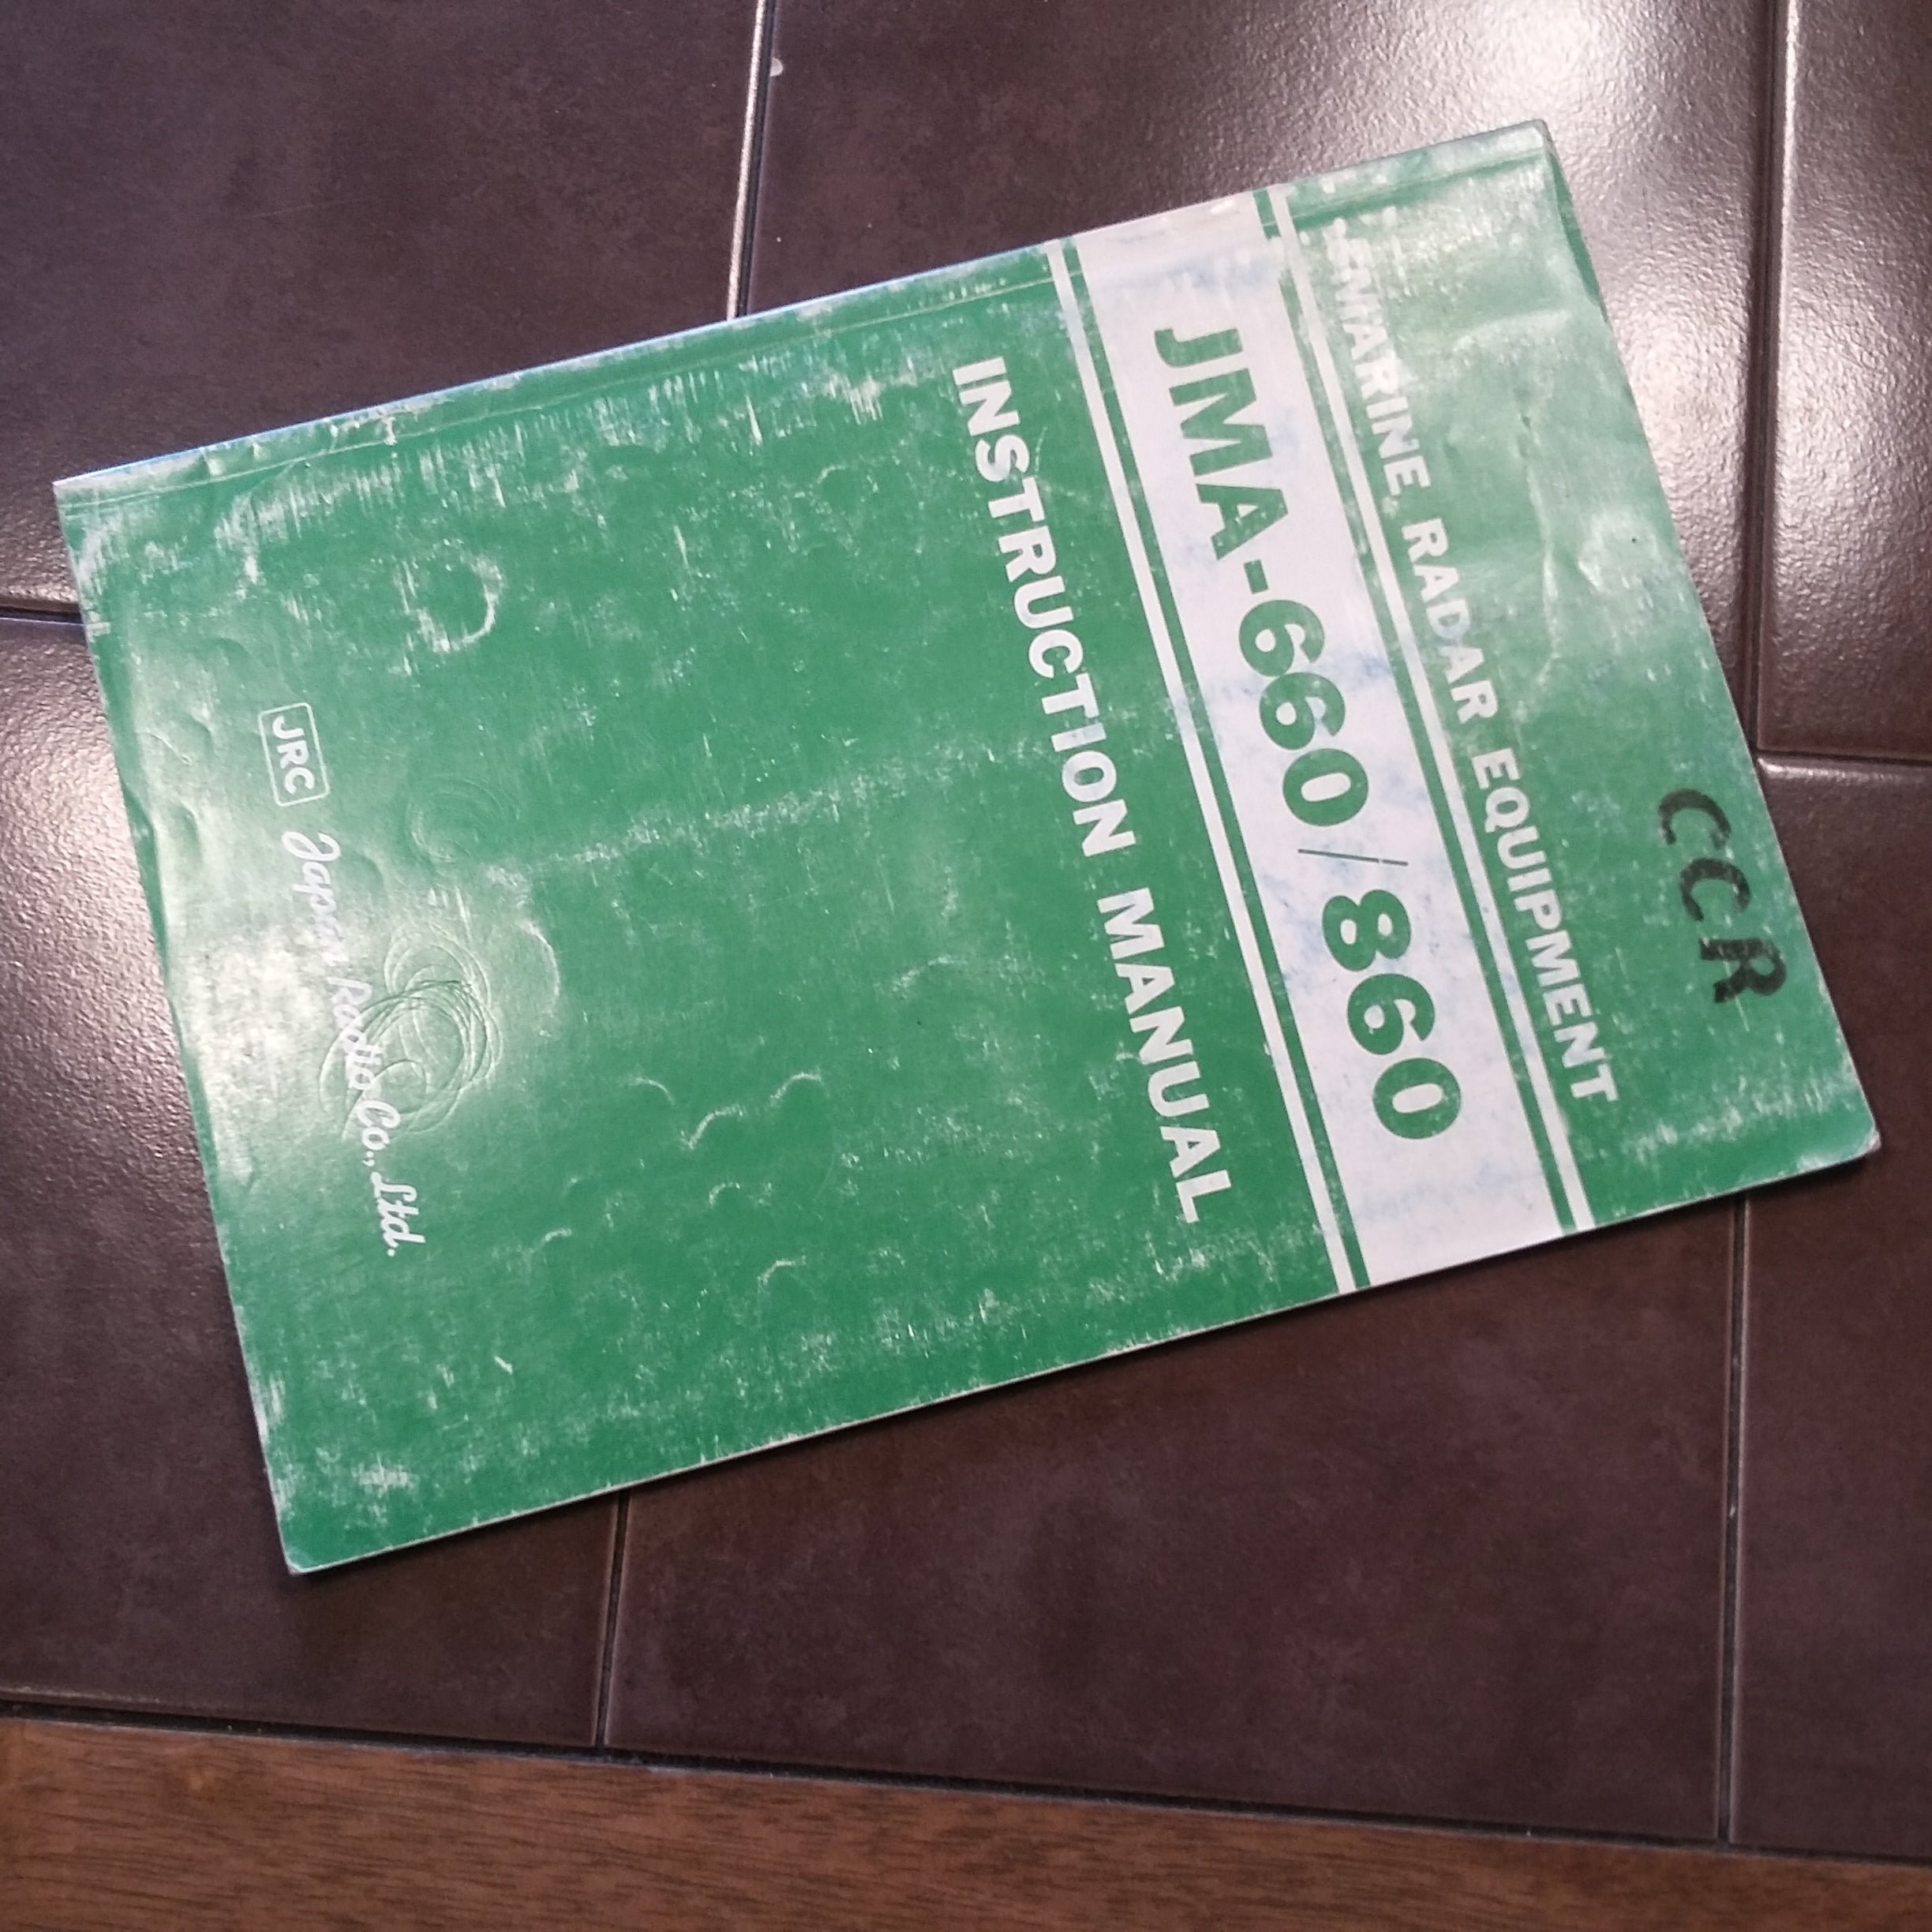 CCR
MARINE RADAR EQUIPMENT
JMA-660/860
INSTRUCTION MANUAL
JRC Japan Radio Co., Ltd.